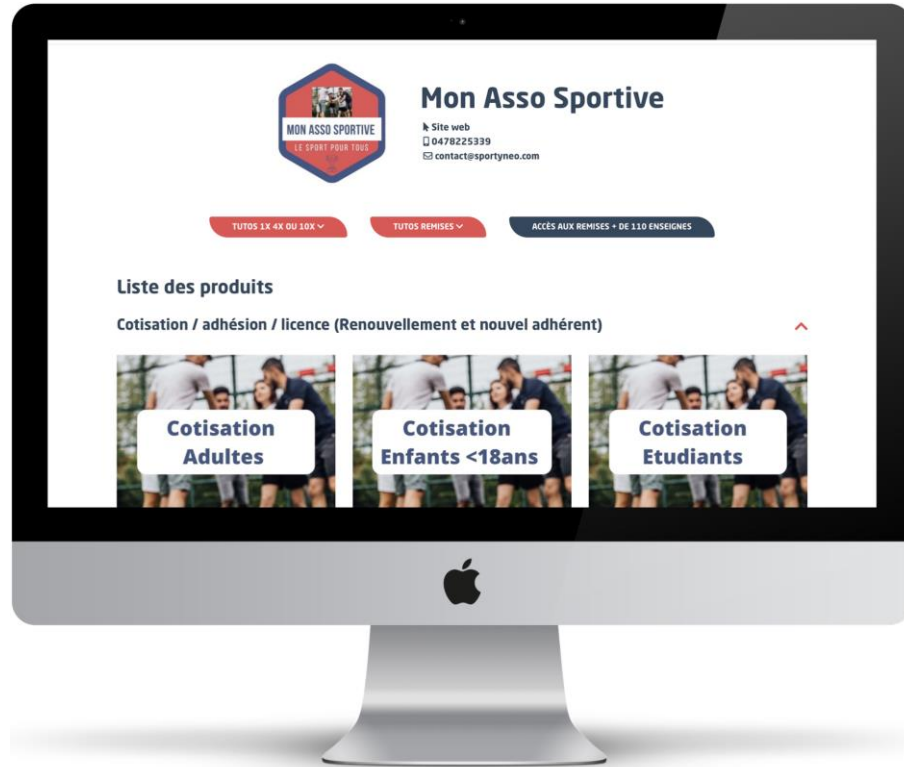 MON ASSO SPORTIVE
LE SPORT POUR TOUS
Mon Asso Sportive
Site web
0478225339
contact@sportyneo.com
TUTOS 1X 4X OU 10X
TUTOS REMISES
ACCÈS AUX REMISES + DE 110 ENSEIGNES
Liste des produits
Cotisation / adhésion / licence (Renouvellement et nouvel adhérent)
Cotisation
Adultes
Cotisation
Enfants <18ans
Cotisation
Etudiants